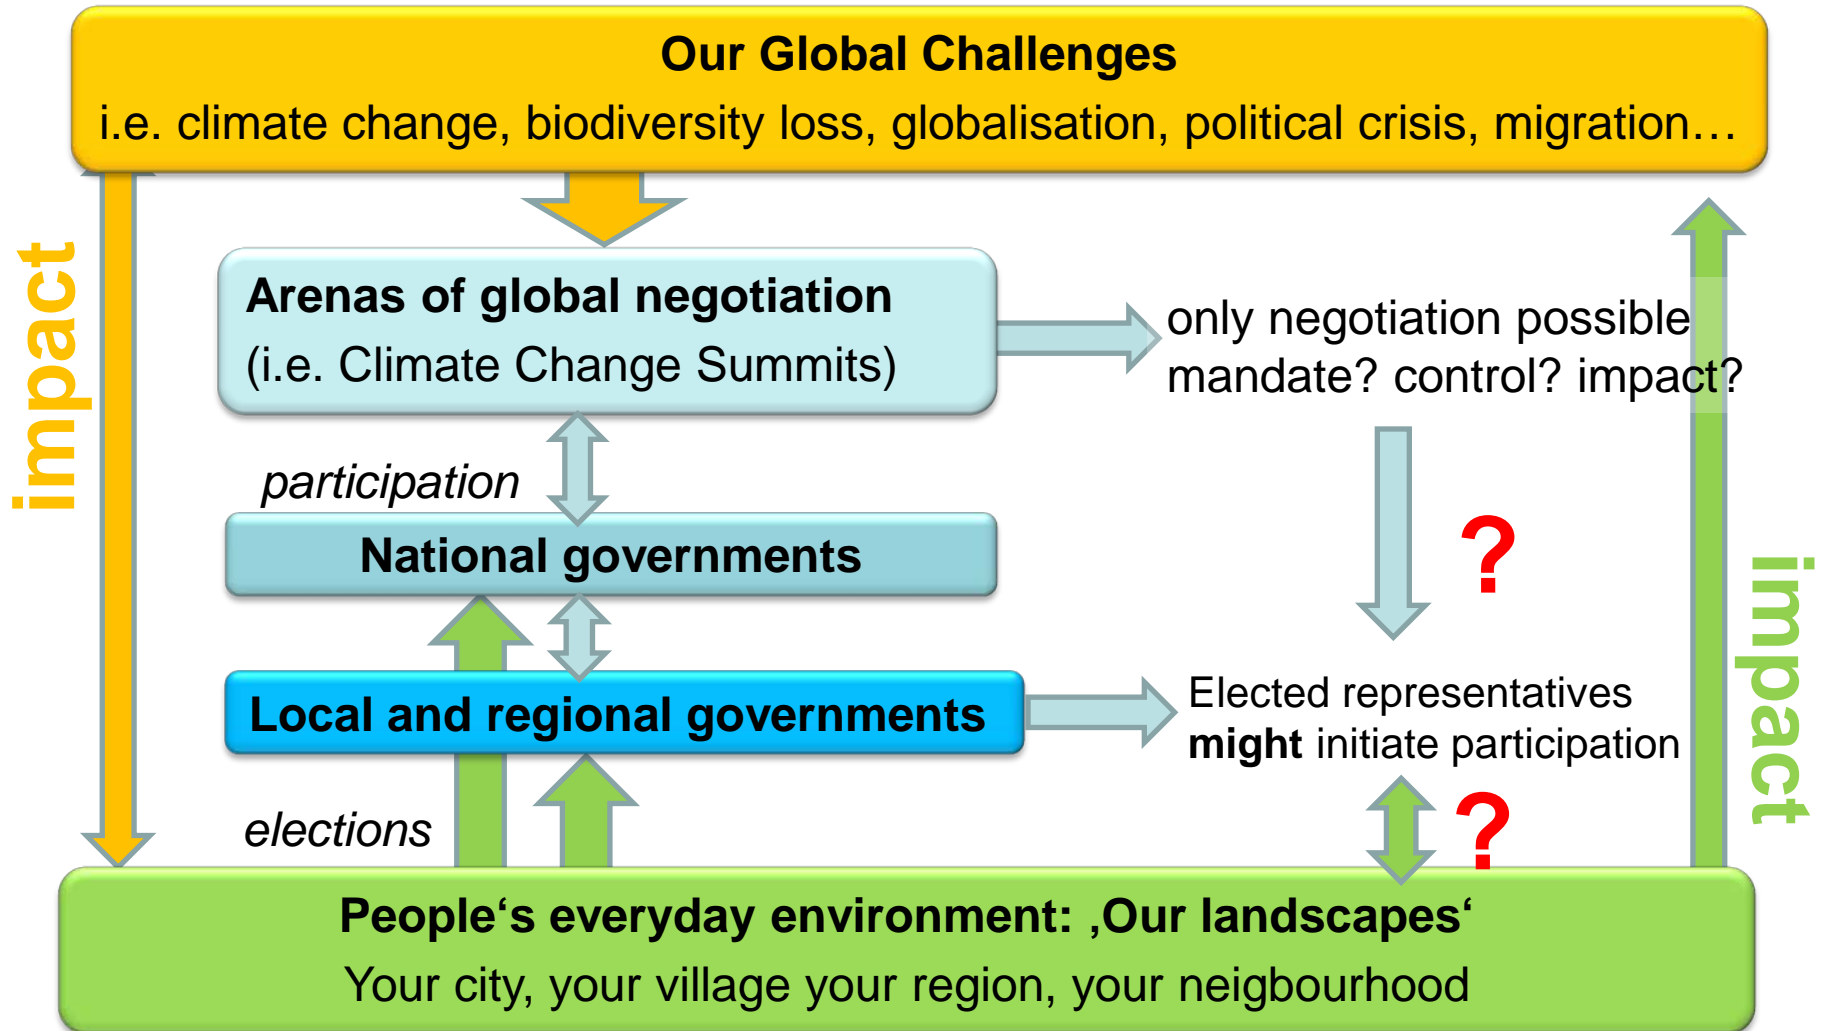 Our Global Challenges
i.e. climate change, biodiversity loss, globalisation, political crisis, migration…
impact
Arenas of global negotiation
(i.e. Climate Change Summits)
only negotiation possible
mandate? control? impact?
participation
National governments
?
impact
Local and regional governments
Elected representatives
might initiate participation
elections
?
People‘s everyday environment: ‚Our landscapes‘
Your city, your village your region, your neigbourhood